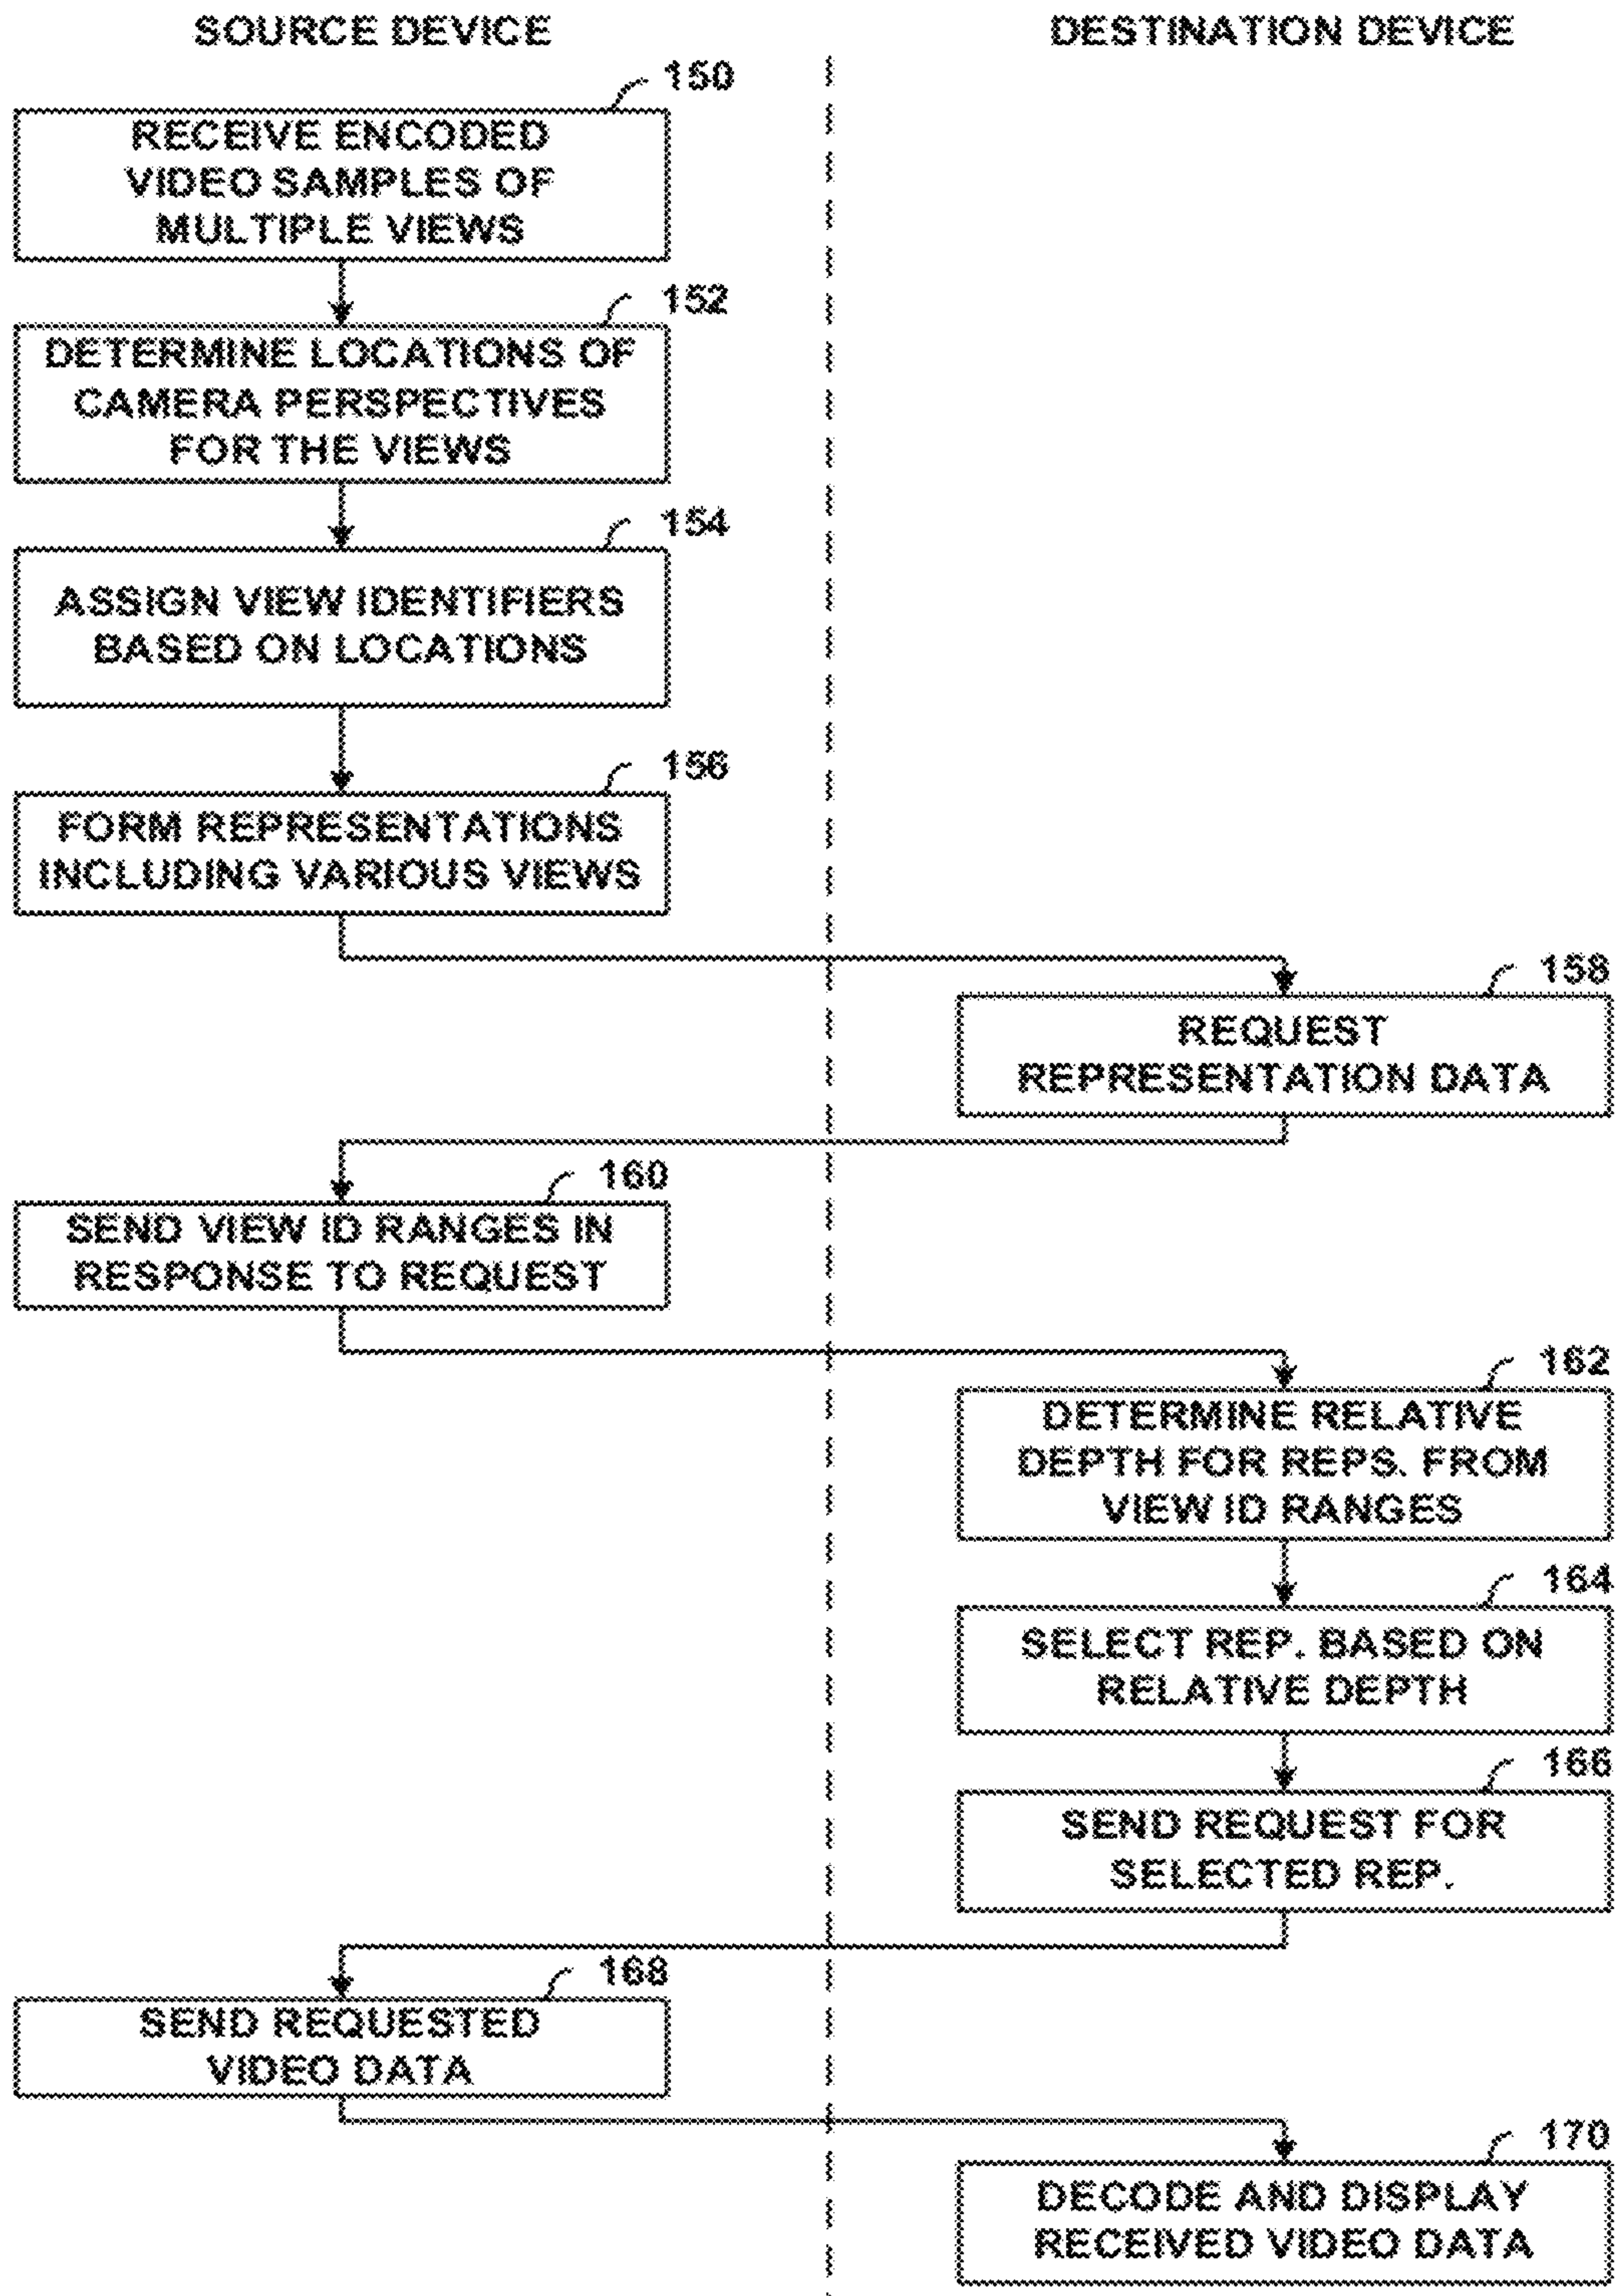 SOURCE DEVICE
DESTINATION DEVICE
150
RECEIVE ENCODED
VIDEO SAMPLES OF
MULTIPLE VIEWS
152
DETERMINE LOCATIONS OF
CAMERA PERSPECTIVES
FOR THE VIEWS
154
ASSIGN VIEW IDENTIFIERS
BASED ON LOCATIONS
156
FORM REPRESENTATIONS
INCLUDING VARIOUS VIEWS
158
REQUEST
REPRESENTATION DATA
160
SEND VIEW ID RANGES IN
RESPONSE TO REQUEST
162
DETERMINE RELATIVE
DEPTH FOR REPS. FROM
VIEW ID RANGES
164
SELECT REP. BASED ON
RELATIVE DEPTH
166
SEND REQUEST FOR
SELECTED REP.
168
SEND REQUESTED
VIDEO DATA
170
DECODE AND DISPLAY
RECEIVED VIDEO DATA